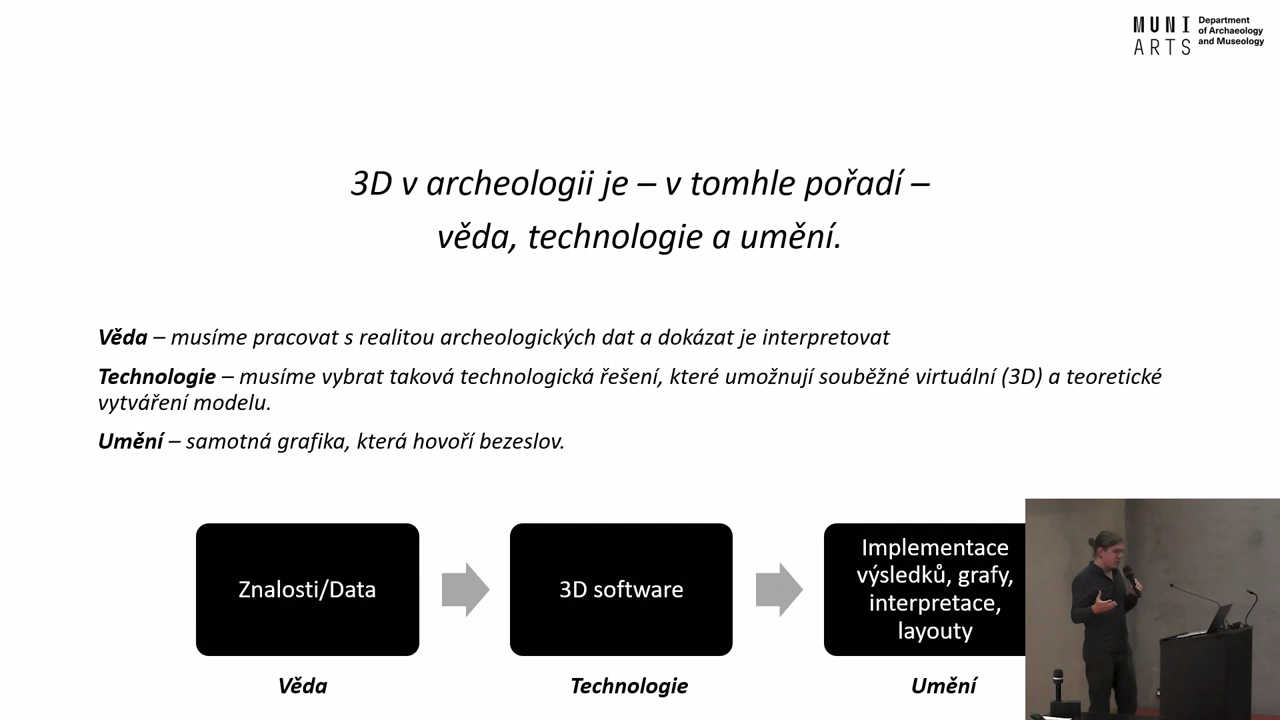 MUNI
ARTS
Department
of Archaeology
and Museology
3D v archeologii je – v tomhle pořadí –
věda, technologie a umění.
Věda – musíme pracovat s realitou archeologických dat a dokázat je interpretovat
Technologie – musíme vybrat taková technologická řešení, které umožnují souběžné virtuální (3D) a teoretické
vytváření modelu.
Umění – samotná grafika, která hovoří bezeslov.
Znalosti/Data
3D software
Implementace
výsledků, grafy,
interpretace,
layouty
Věda
Technologie
Umění